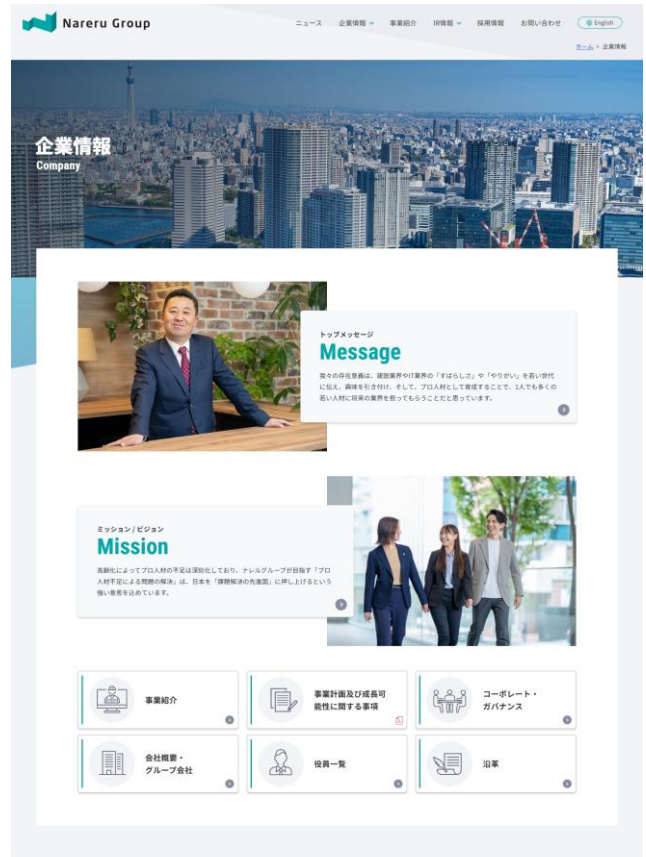 Nareru Group
ニュース 企業情報 事業紹介 IR情報 採用情報 お問い合わせ English
ホーム › 企業情報
企業情報
Company
トップメッセージ
Message
我々の存在意義は、建設業界やIT業界の「すばらしさ」や「やりがい」を若い世代
に伝え、興味を引き付け、そして、プロ人材として育成することで、1人でも多くの
若い人材に将来の業界を担ってもらうことだと思っています。
ミッション / ビジョン
Mission
高齢化によってプロ人材の不足は深刻化しており、ナレルグループが目指す「プロ
人材不足による問題の解決」は、日本を「課題解決の先進国」に押し上げるという
強い意思を込めています。
事業紹介
事業計画及び成長可
能性に関する事項
コーポレート・
ガバナンス
会社概要・
グループ会社
役員一覧
沿革